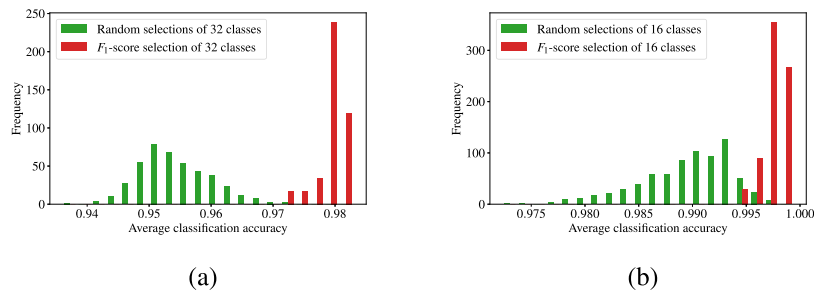 Random selections of 32 classes
F₁-score selection of 32 classes
250
200
150
100
50
0
Frequency
0.94 0.95 0.96 0.97 0.98
Average classification accuracy
(a)
Random selections of 16 classes
F₁-score selection of 16 classes
300
200
100
0
Frequency
0.975 0.980 0.985 0.990 0.995 1.000
Average classification accuracy
(b)